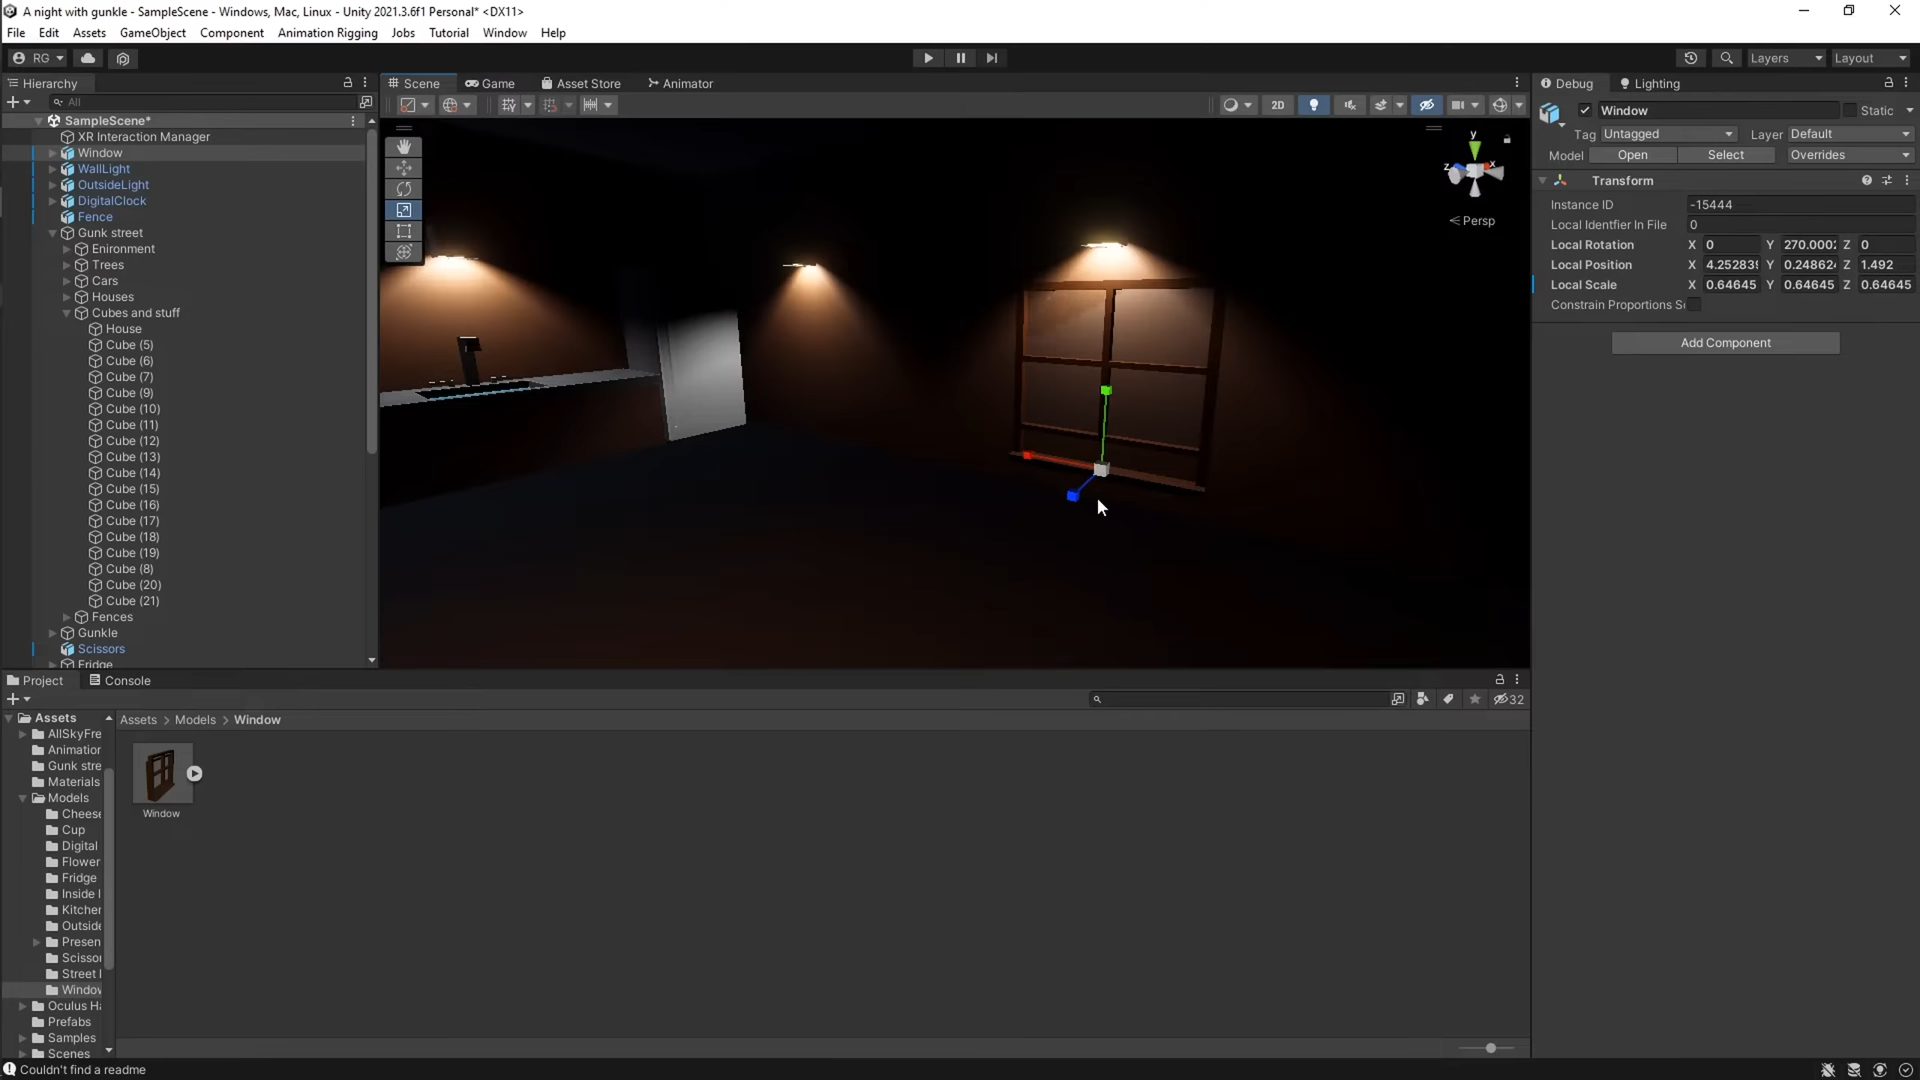 A night with gunkle - SampleScene - Windows, Mac, Linux - Unity 2021.3.6f1 Personal* <DX11>
File Edit Assets GameObject Component Animation Rigging Jobs Tutorial Window Help
RG Layers Layout
Hierarchy
All
SampleScene*
XR Interaction Manager
Window
WallLight
OutsideLight
DigitalClock
Fence
Gunk street
Enironment
Trees
Cars
Houses
Cubes and stuff
House
Cube (5)
Cube (6)
Cube (7)
Cube (9)
Cube (10)
Cube (11)
Cube (12)
Cube (13)
Cube (14)
Cube (15)
Cube (16)
Cube (17)
Cube (18)
Cube (19)
Cube (8)
Cube (20)
Cube (21)
Fences
Gunkle
Scissors
Fridge
Scene Game Asset Store Animator
2D
y
z x
Persp
Debug Lighting
Window Static
Tag Untagged Layer Default
Model Open Select Overrides
Transform
Instance ID -15444
Local Identfier In File 0
Local Rotation X 0 Y 270.000 Z 0
Local Position X 4.25283 Y 0.24862 Z 1.492
Local Scale X 0.64645 Y 0.64645 Z 0.64645
Constrain Proportions S
Add Component
Project Console
32
Assets
AllSkyFre
Animation
Gunk stre
Materials
Models
Cheese
Cup
Digital
Flower
Fridge
Inside l
Kitcher
Outside
Presen
Scissor
Street l
Window
Oculus Ha
Prefabs
Samples
Scenes
Assets > Models > Window
Window
Couldn't find a readme